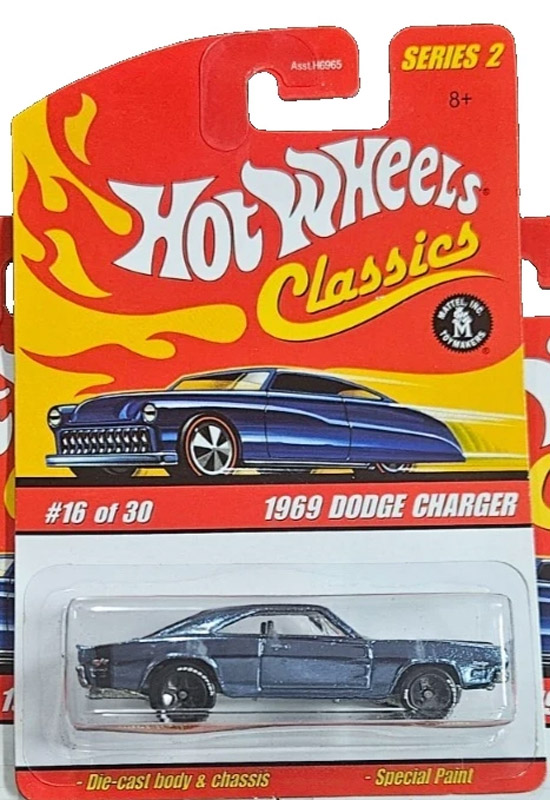 Asst.H6965
SERIES 2
8+
Hot Wheels
Classics
MATTEL, INC.
M
TOYMAKERS
#16 of 30 1969 DODGE CHARGER
- Die-cast body & chassis - Special Paint